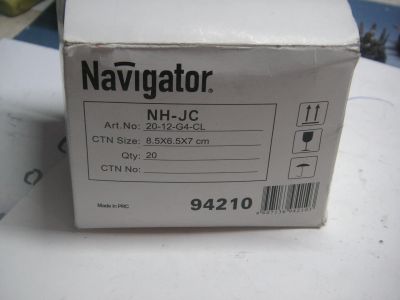 Navigator®
NH-JC
Art.No: 20-12-G4-CL
CTN Size: 8.5X6.5X7 cm
Qty: 20
CTN No:
Made in PRC
94210